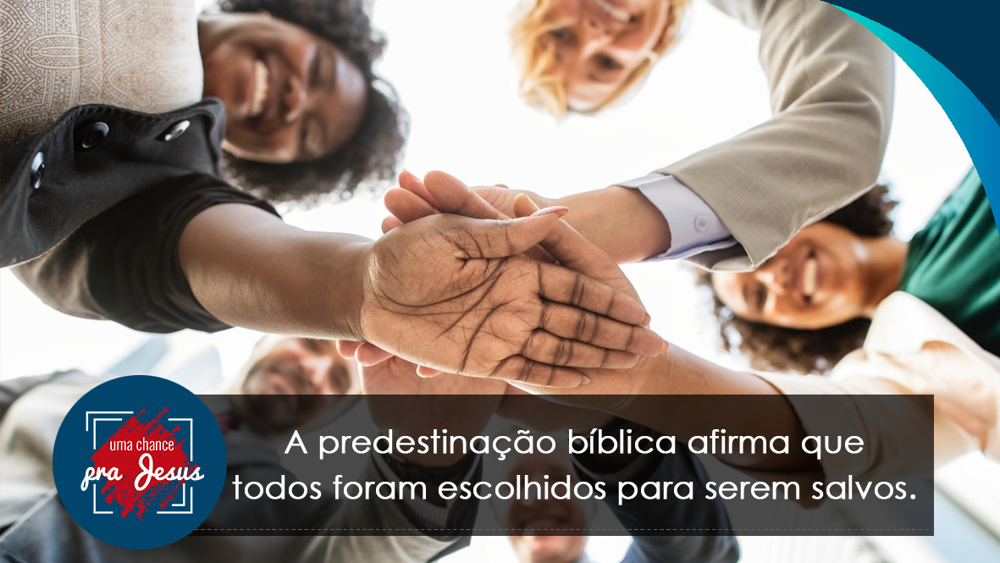 uma chance
pra Jesus
A predestinação bíblica afirma que
todos foram escolhidos para serem salvos.